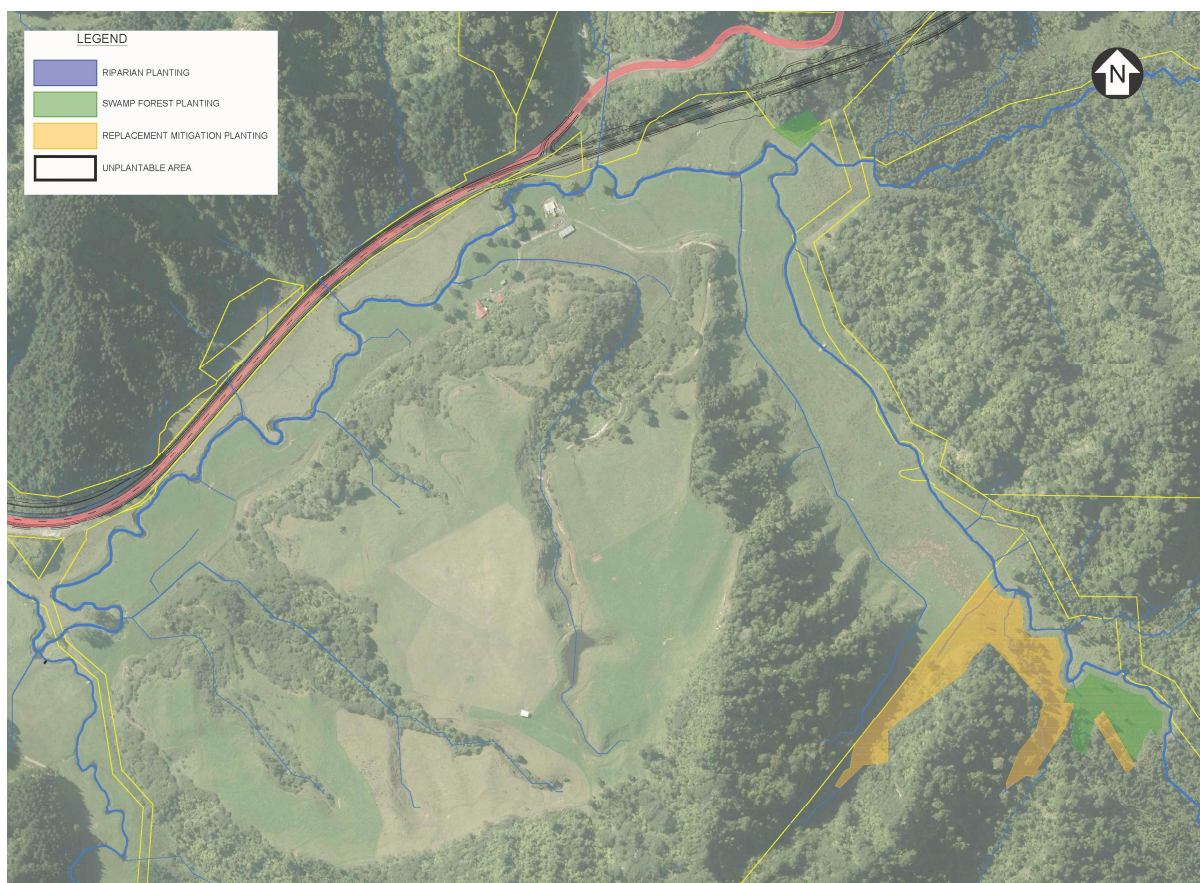 LEGEND
RIPARIAN PLANTING
SWAMP FOREST PLANTING
REPLACEMENT MITIGATION PLANTING
UNPLANTABLE AREA
N